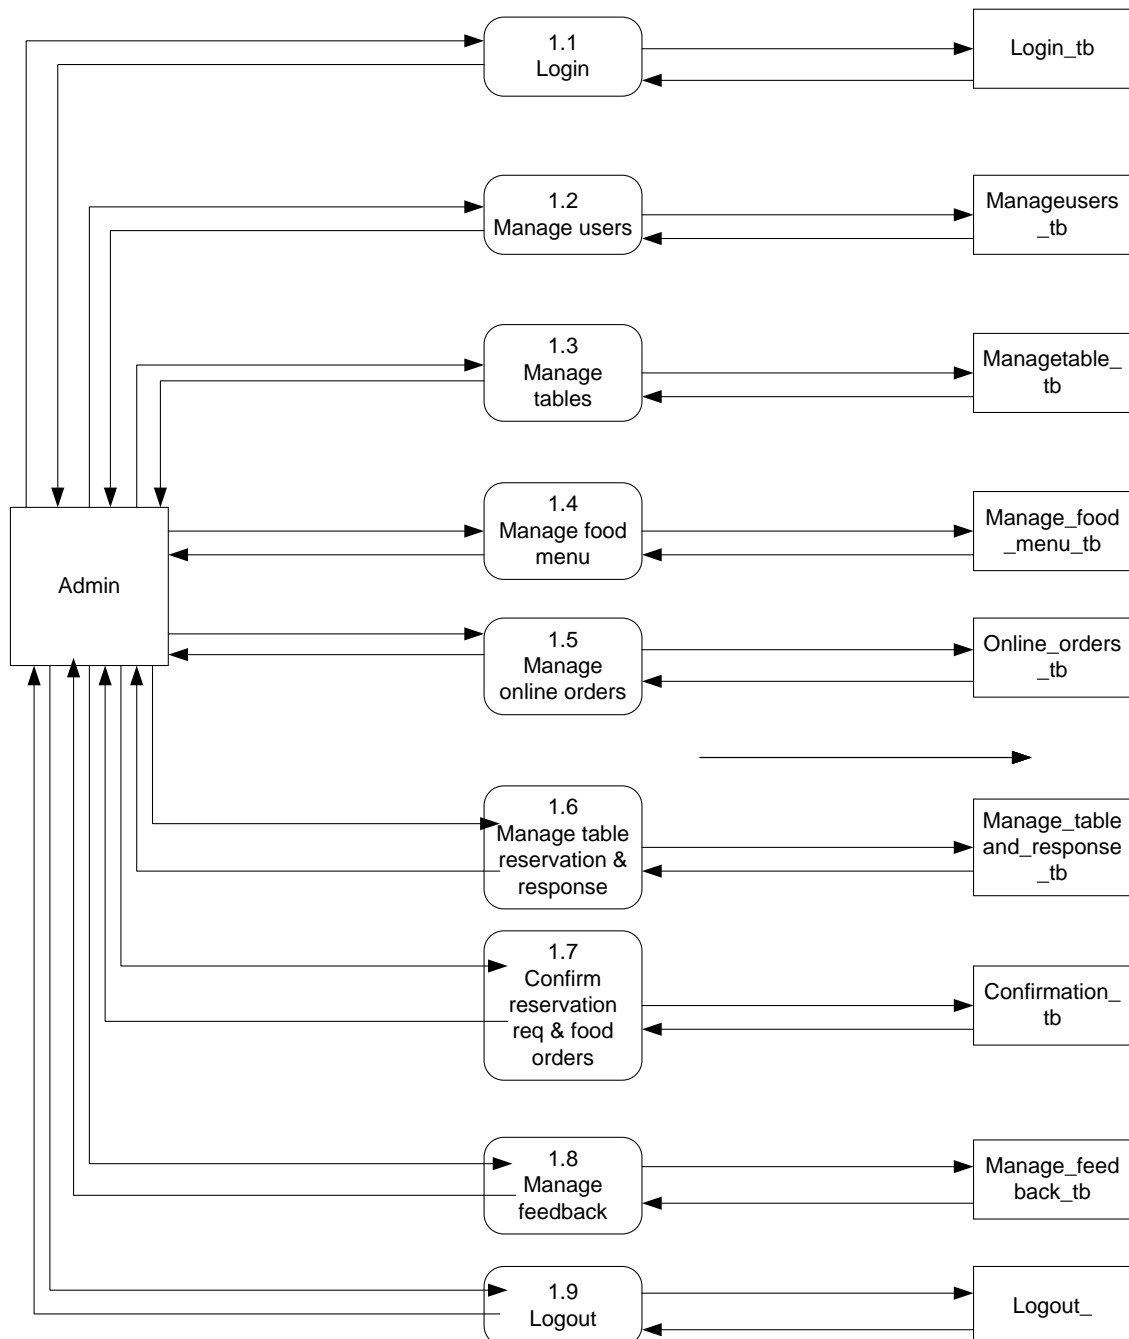 1.1
Login
Login_tb
1.2
Manage users
Manageusers
_tb
1.3
Manage
tables
Managetable_
tb
1.4
Manage food
menu
Manage_food
_menu_tb
Admin
1.5
Manage
online orders
Online_orders
_tb
1.6
Manage table
reservation &
response
Manage_table
and_response
_tb
1.7
Confirm
reservation
req & food
orders
Confirmation_
tb
1.8
Manage
feedback
Manage_feed
back_tb
1.9
Logout
Logout_